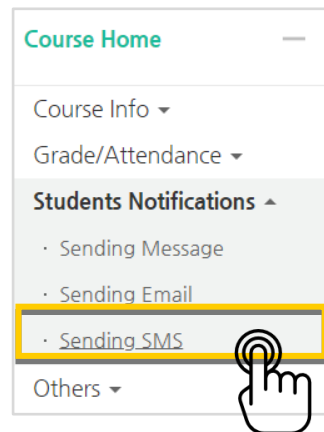 Course Home
Course Info
Grade/Attendance
Students Notifications
· Sending Message
· Sending Email
· Sending SMS
Others